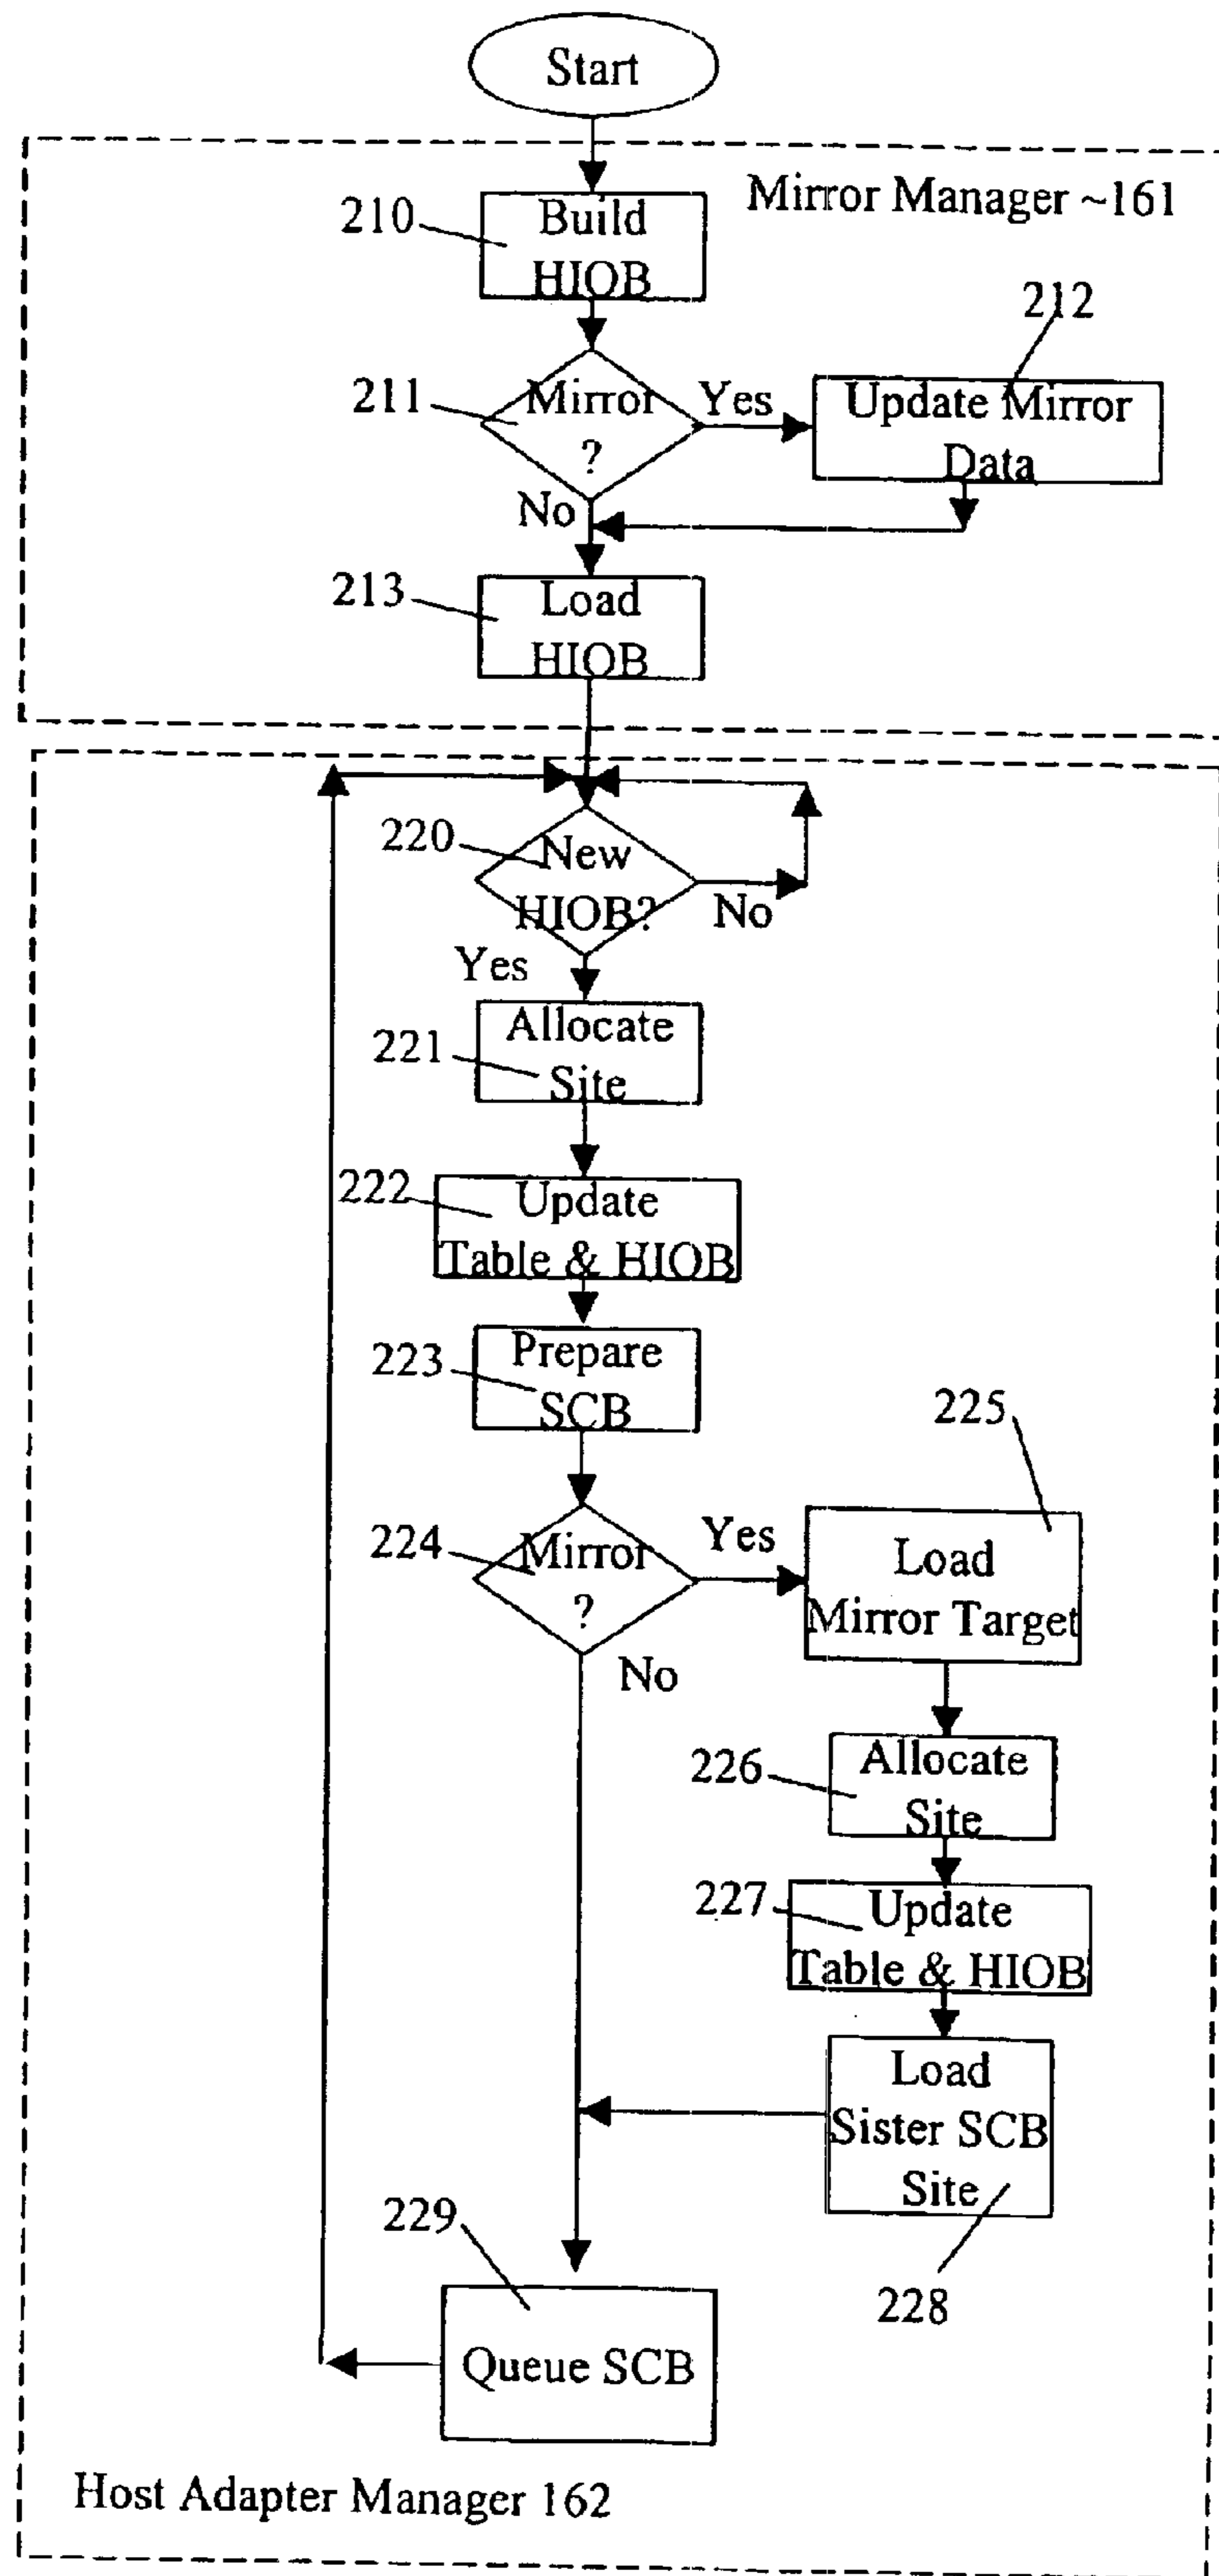 Start
Mirror Manager ~161
210
Build
HIOB
212
211
Mirror
?
Yes
Update Mirror
Data
No
213
Load
HIOB
220
New
HIOB?
No
Yes
221
Allocate
Site
222
Update
Table & HIOB
223
Prepare
SCB
225
224
Mirror
?
Yes
Load
Mirror Target
No
226
Allocate
Site
227
Update
Table & HIOB
Load
Sister SCB
Site
228
229
Queue SCB
Host Adapter Manager 162